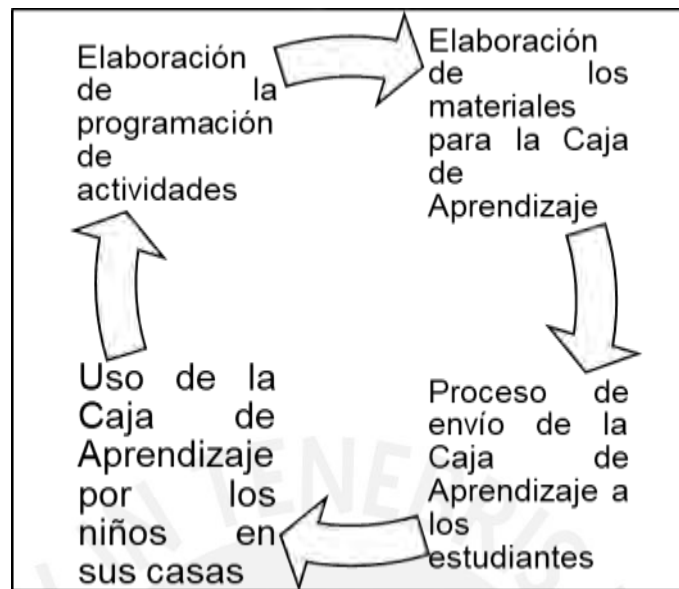 Elaboración
de la
programación
de
actividades
Elaboración
de los
materiales
para la Caja
de
Aprendizaje
Proceso de
envío de la
Caja de
Aprendizaje a
los
estudiantes
Uso de la
Caja de
Aprendizaje
por los
niños en
sus casas
TENEBRIS